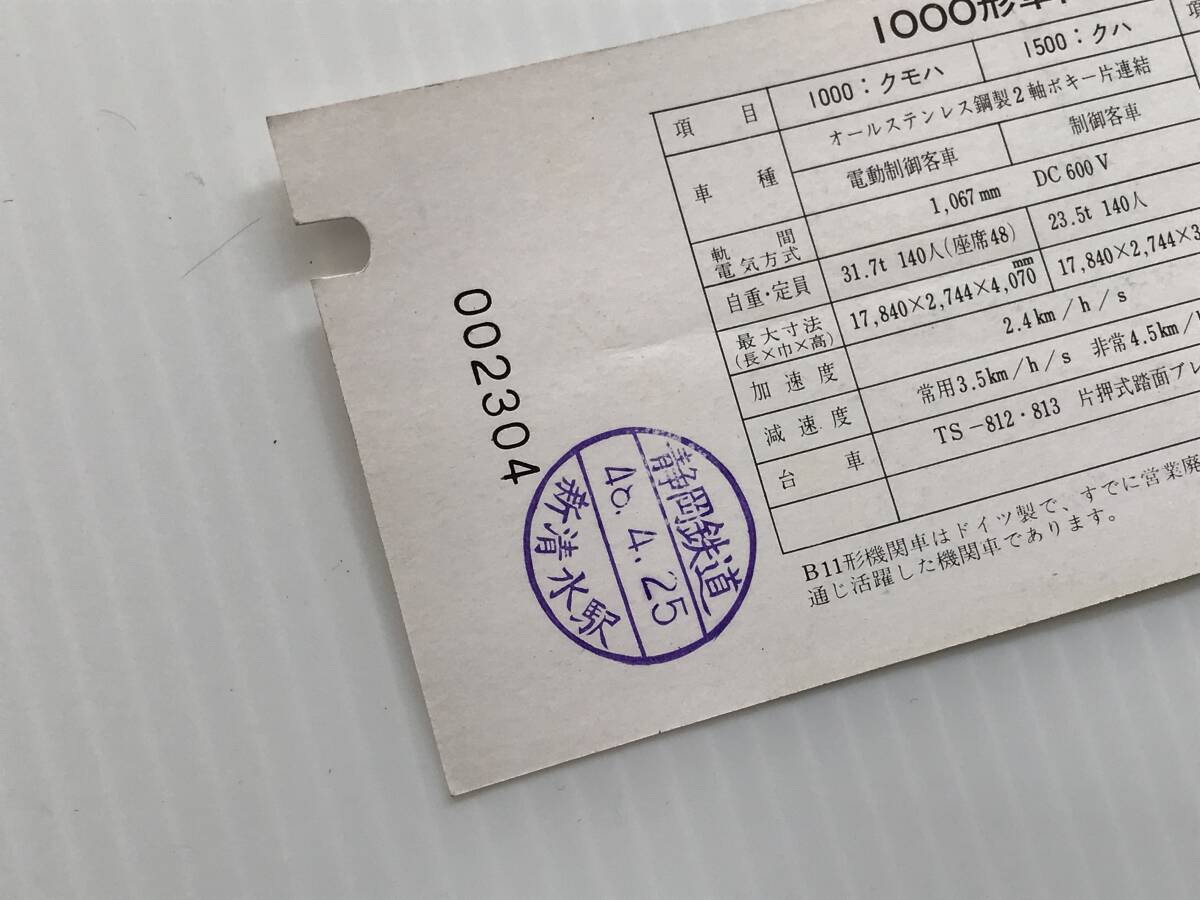 1000形車
項 目 1000：クモハ 1500：クハ
車 種 オールステンレス鋼製2軸ボキー片連結
電動制御客車 制御客車
軌間 1,067mm DC 600V
電気方式
自重・定員 31.7t 140人(座席48) 23.5t 140人
最大寸法 17,840×2,744×4,070 mm 17,840×2,744×3
(長×巾×高)
加速度 2.4km/h/s
減速度 常用3.5km/h/s 非常4.5km/h
台車 TS-812・813 片押式踏面ブレ
B11形機関車はドイツ製で、すでに営業廃
通じ活躍した機関車であります。
002304
静岡鉄道
48.4.25
新清水駅